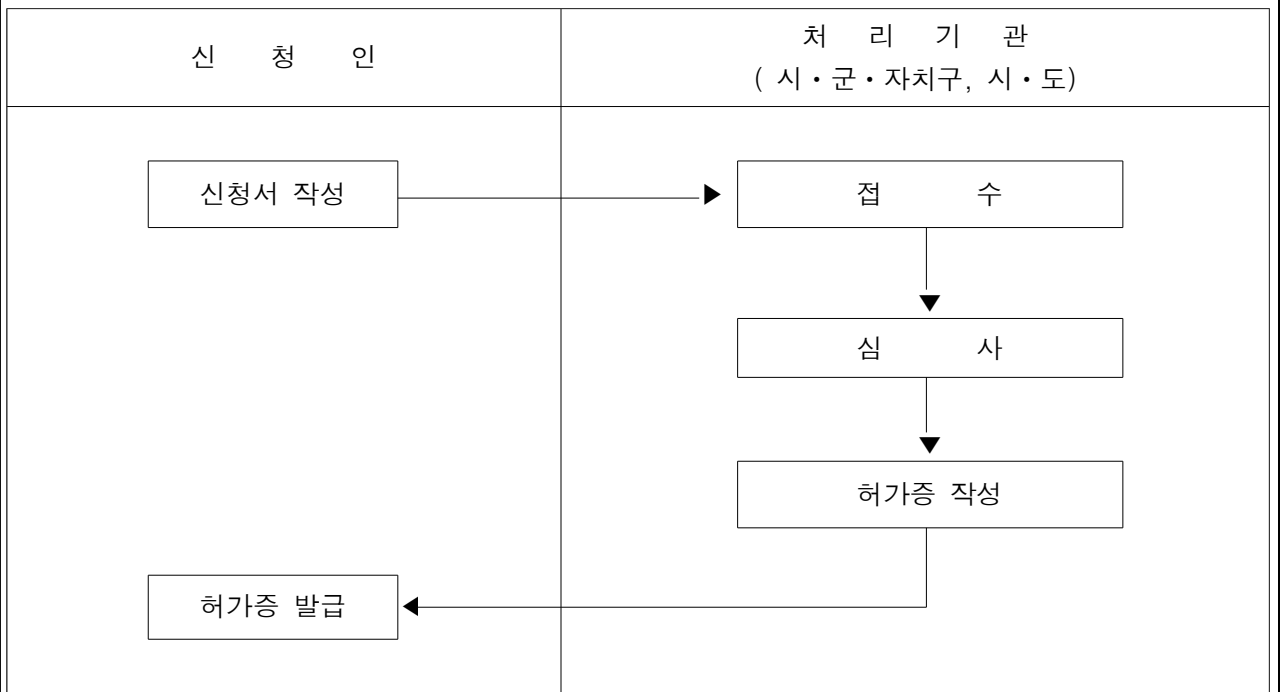 신 청 인
처 리 기 관
( 시・군・자치구, 시・도)
신청서 작성
접 수
심 사
허가증 작성
허가증 발급